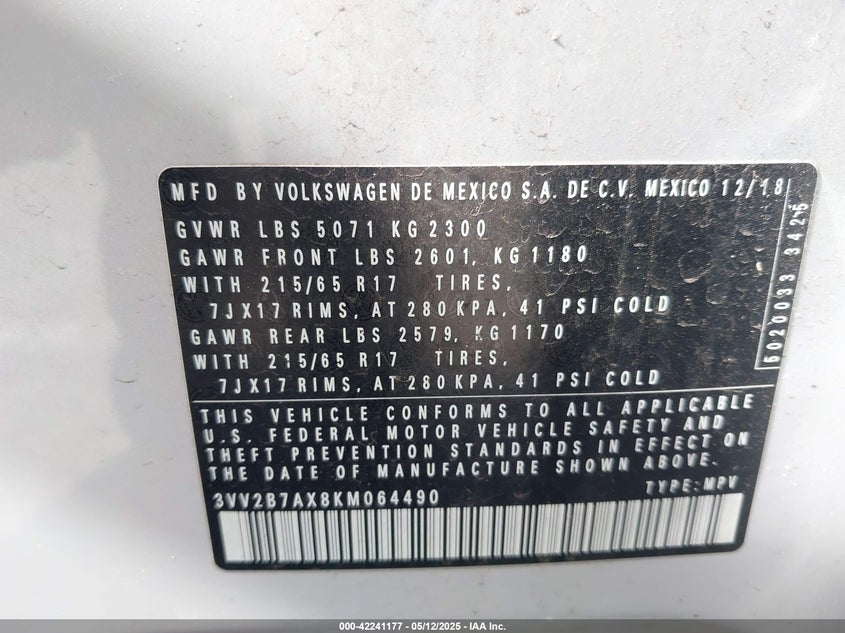 MFD BY VOLKSWAGEN DE MEXICO S.A. DE C.V. MEXICO 12/18
GVWR LBS 5071 KG 2300
GAWR FRONT LBS 2601, KG 1180
WITH 215/65 R17 TIRES,
7JX17 RIMS, AT 280 KPA, 41 PSI COLD
GAWR REAR LBS 2579, KG 1170
WITH 215/65 R17 TIRES,
7JX17 RIMS, AT 280 KPA, 41 PSI COLD
5020033 3425
THIS VEHICLE CONFORMS TO ALL APPLICABLE
U.S. FEDERAL MOTOR VEHICLE SAFETY AND
THEFT PREVENTION STANDARDS IN EFFECT ON
THE DATE OF MANUFACTURE SHOWN ABOVE.
3VV2B7AX8KM064490 TYPE: MPV
000-42241177 - 05/12/2025 - IAA Inc.